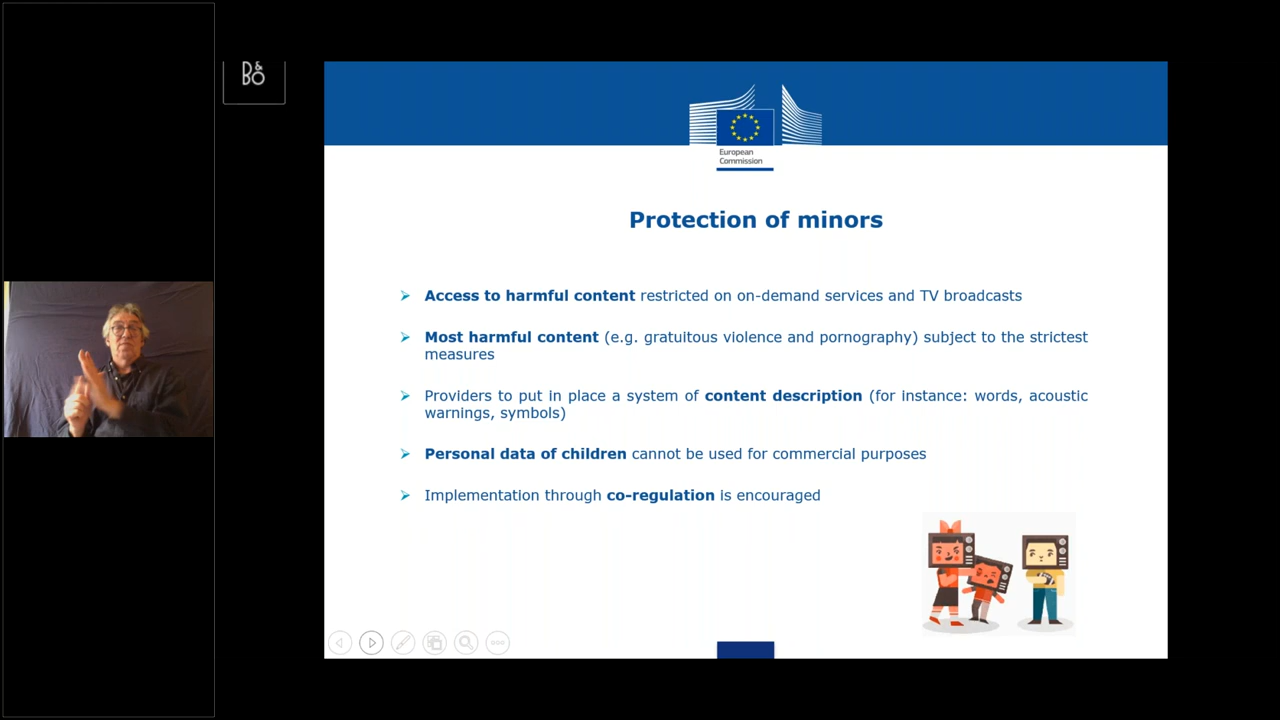 B&O
European
Commission
Protection of minors
Access to harmful content restricted on on-demand services and TV broadcasts
Most harmful content (e.g. gratuitous violence and pornography) subject to the strictest
measures
Providers to put in place a system of content description (for instance: words, acoustic
warnings, symbols)
Personal data of children cannot be used for commercial purposes
Implementation through co-regulation is encouraged